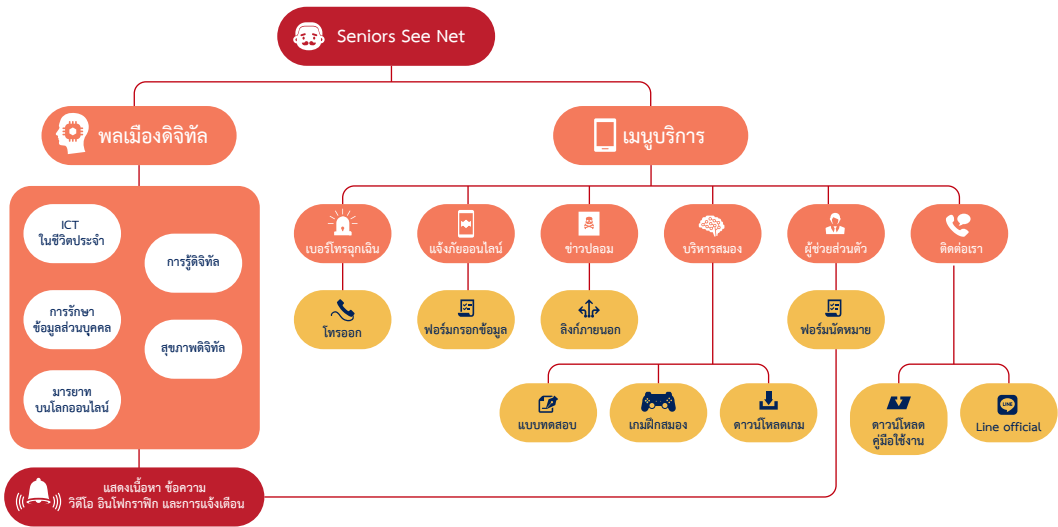 Seniors See Net
พลเมืองดิจิทัล
เมนูบริการ
ICT
ในชีวิตประจำ
การรู้ดิจิทัล
การรักษา
ข้อมูลส่วนบุคคล
สุขภาพดิจิทัล
มารยาท
บนโลกออนไลน์
เบอร์โทรฉุกเฉิน
แจ้งภัยออนไลน์
ข่าวปลอม
บริหารสมอง
ผู้ช่วยส่วนตัว
ติดต่อเรา
โทรออก
ฟอร์มกรอกข้อมูล
ลิงก์ภายนอก
ฟอร์มนัดหมาย
แบบทดสอบ
เกมฝึกสมอง
ดาวน์โหลดเกม
ดาวน์โหลด
คู่มือใช้งาน
LINE
Line official
แสดงเนื้อหา ข้อความ
วิดีโอ อินโฟกราฟิก และการแจ้งเตือน